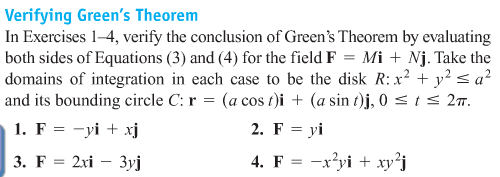 Verifying Green's Theorem
In Exercises 1–4, verify the conclusion of Green's Theorem by evaluating
both sides of Equations (3) and (4) for the field F = Mi + Nj. Take the
domains of integration in each case to be the disk R: x² + y² ≤ a²
and its bounding circle C: r = (a cos t)i + (a sin t)j, 0 ≤ t ≤ 2π.
1. F = −yi + xj 2. F = yi
3. F = 2xi − 3yj 4. F = −x²yi + xy²j